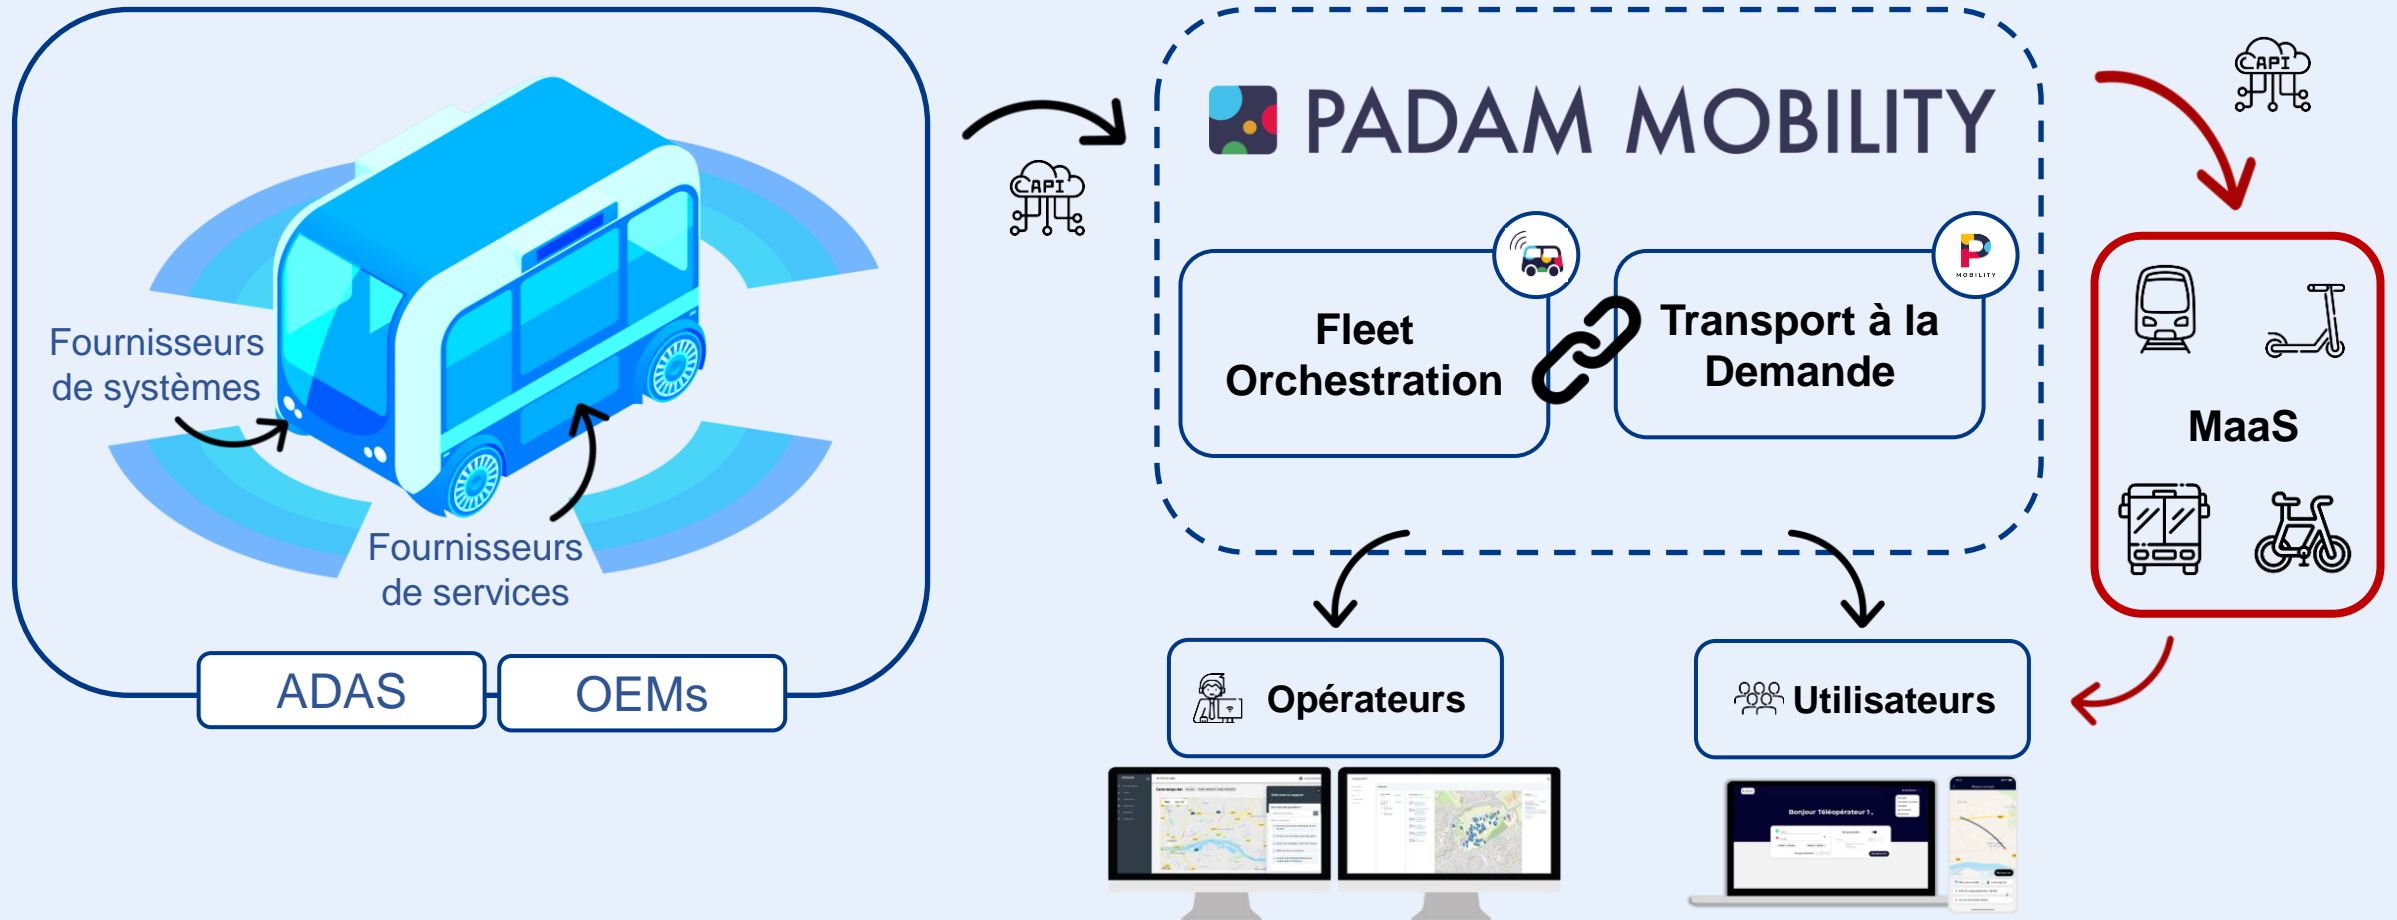 Fournisseurs
de systèmes
Fournisseurs
de services
ADAS
OEMs
API
PADAM MOBILITY
Fleet
Orchestration
P
MOBILITY
Transport à la
Demande
API
MaaS
Opérateurs
Utilisateurs
Bonjour Téléopérateur 1 ,